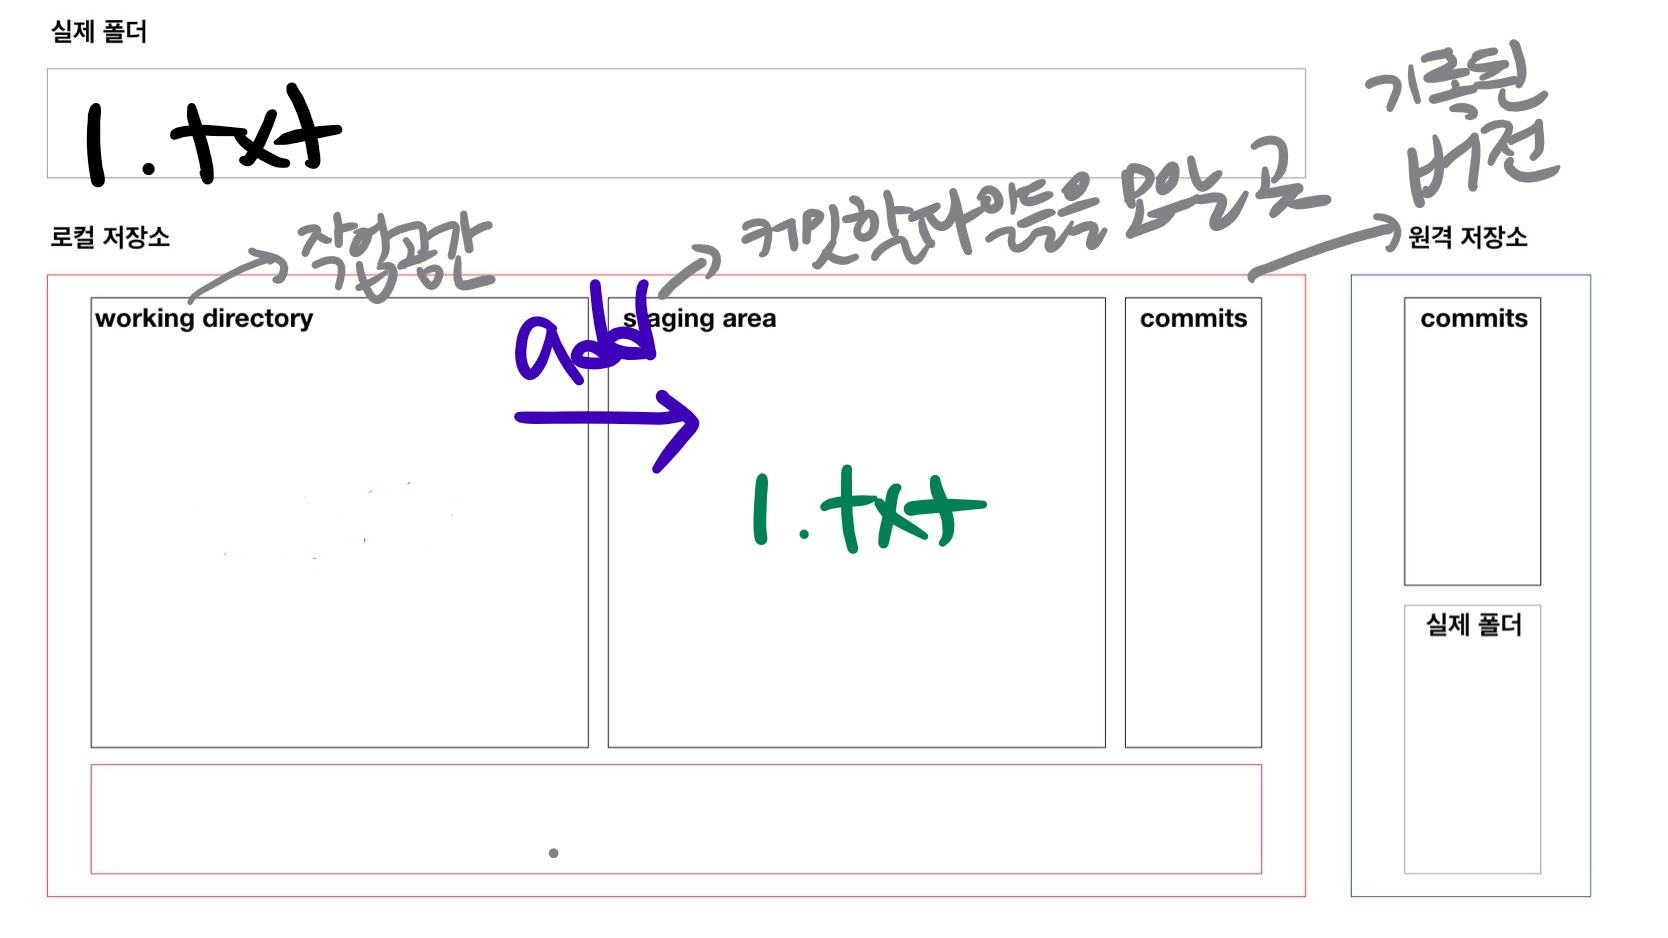 실제 폴더
1.txt
기록된
버전
로컬 저장소
작업공간
커밋할파일들을 모아놓는 곳
원격 저장소
working directory
add
staging area
commits
commits
1.txt
실제 폴더